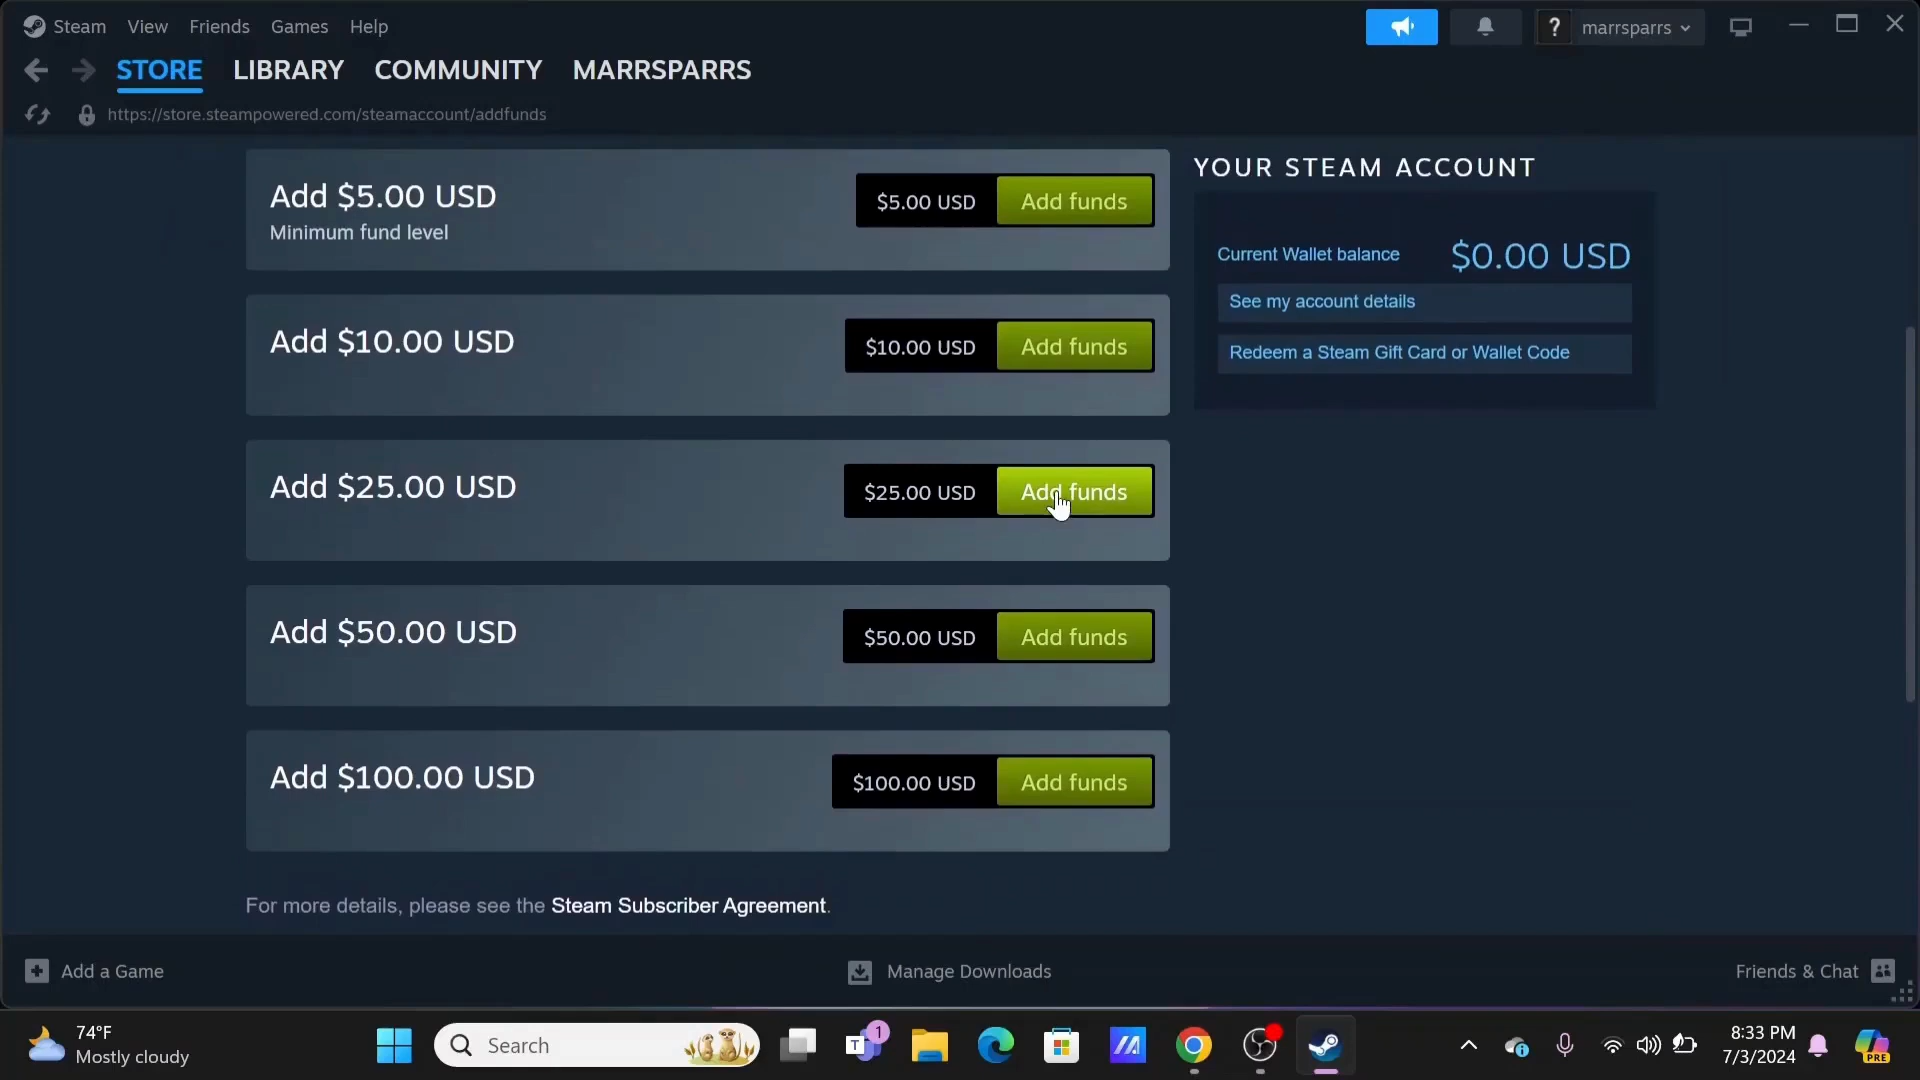 Steam View Friends Games Help
? marrsparrs
STORE LIBRARY COMMUNITY MARRSPARRS
https://store.steampowered.com/steamaccount/addfunds
Add $5.00 USD
Minimum fund level
$5.00 USD Add funds
Add $10.00 USD
$10.00 USD Add funds
Add $25.00 USD
$25.00 USD Add funds
Add $50.00 USD
$50.00 USD Add funds
Add $100.00 USD
$100.00 USD Add funds
For more details, please see the Steam Subscriber Agreement.
YOUR STEAM ACCOUNT
Current Wallet balance $0.00 USD
See my account details
Redeem a Steam Gift Card or Wallet Code
Add a Game
Manage Downloads
Friends & Chat
74°F
Mostly cloudy
Search
T
1
8:33 PM
7/3/2024
PRE